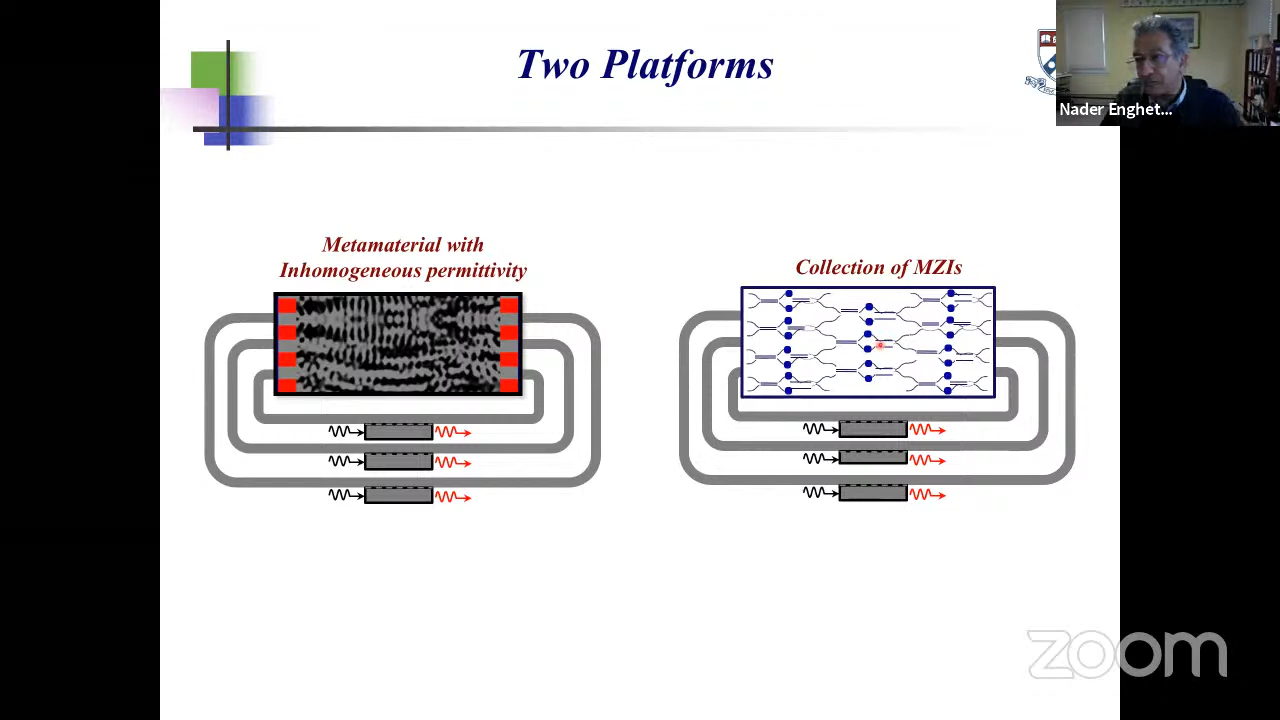 Two Platforms
Nader Enghet...
Metamaterial with
Inhomogeneous permittivity
Collection of MZIs
zoom